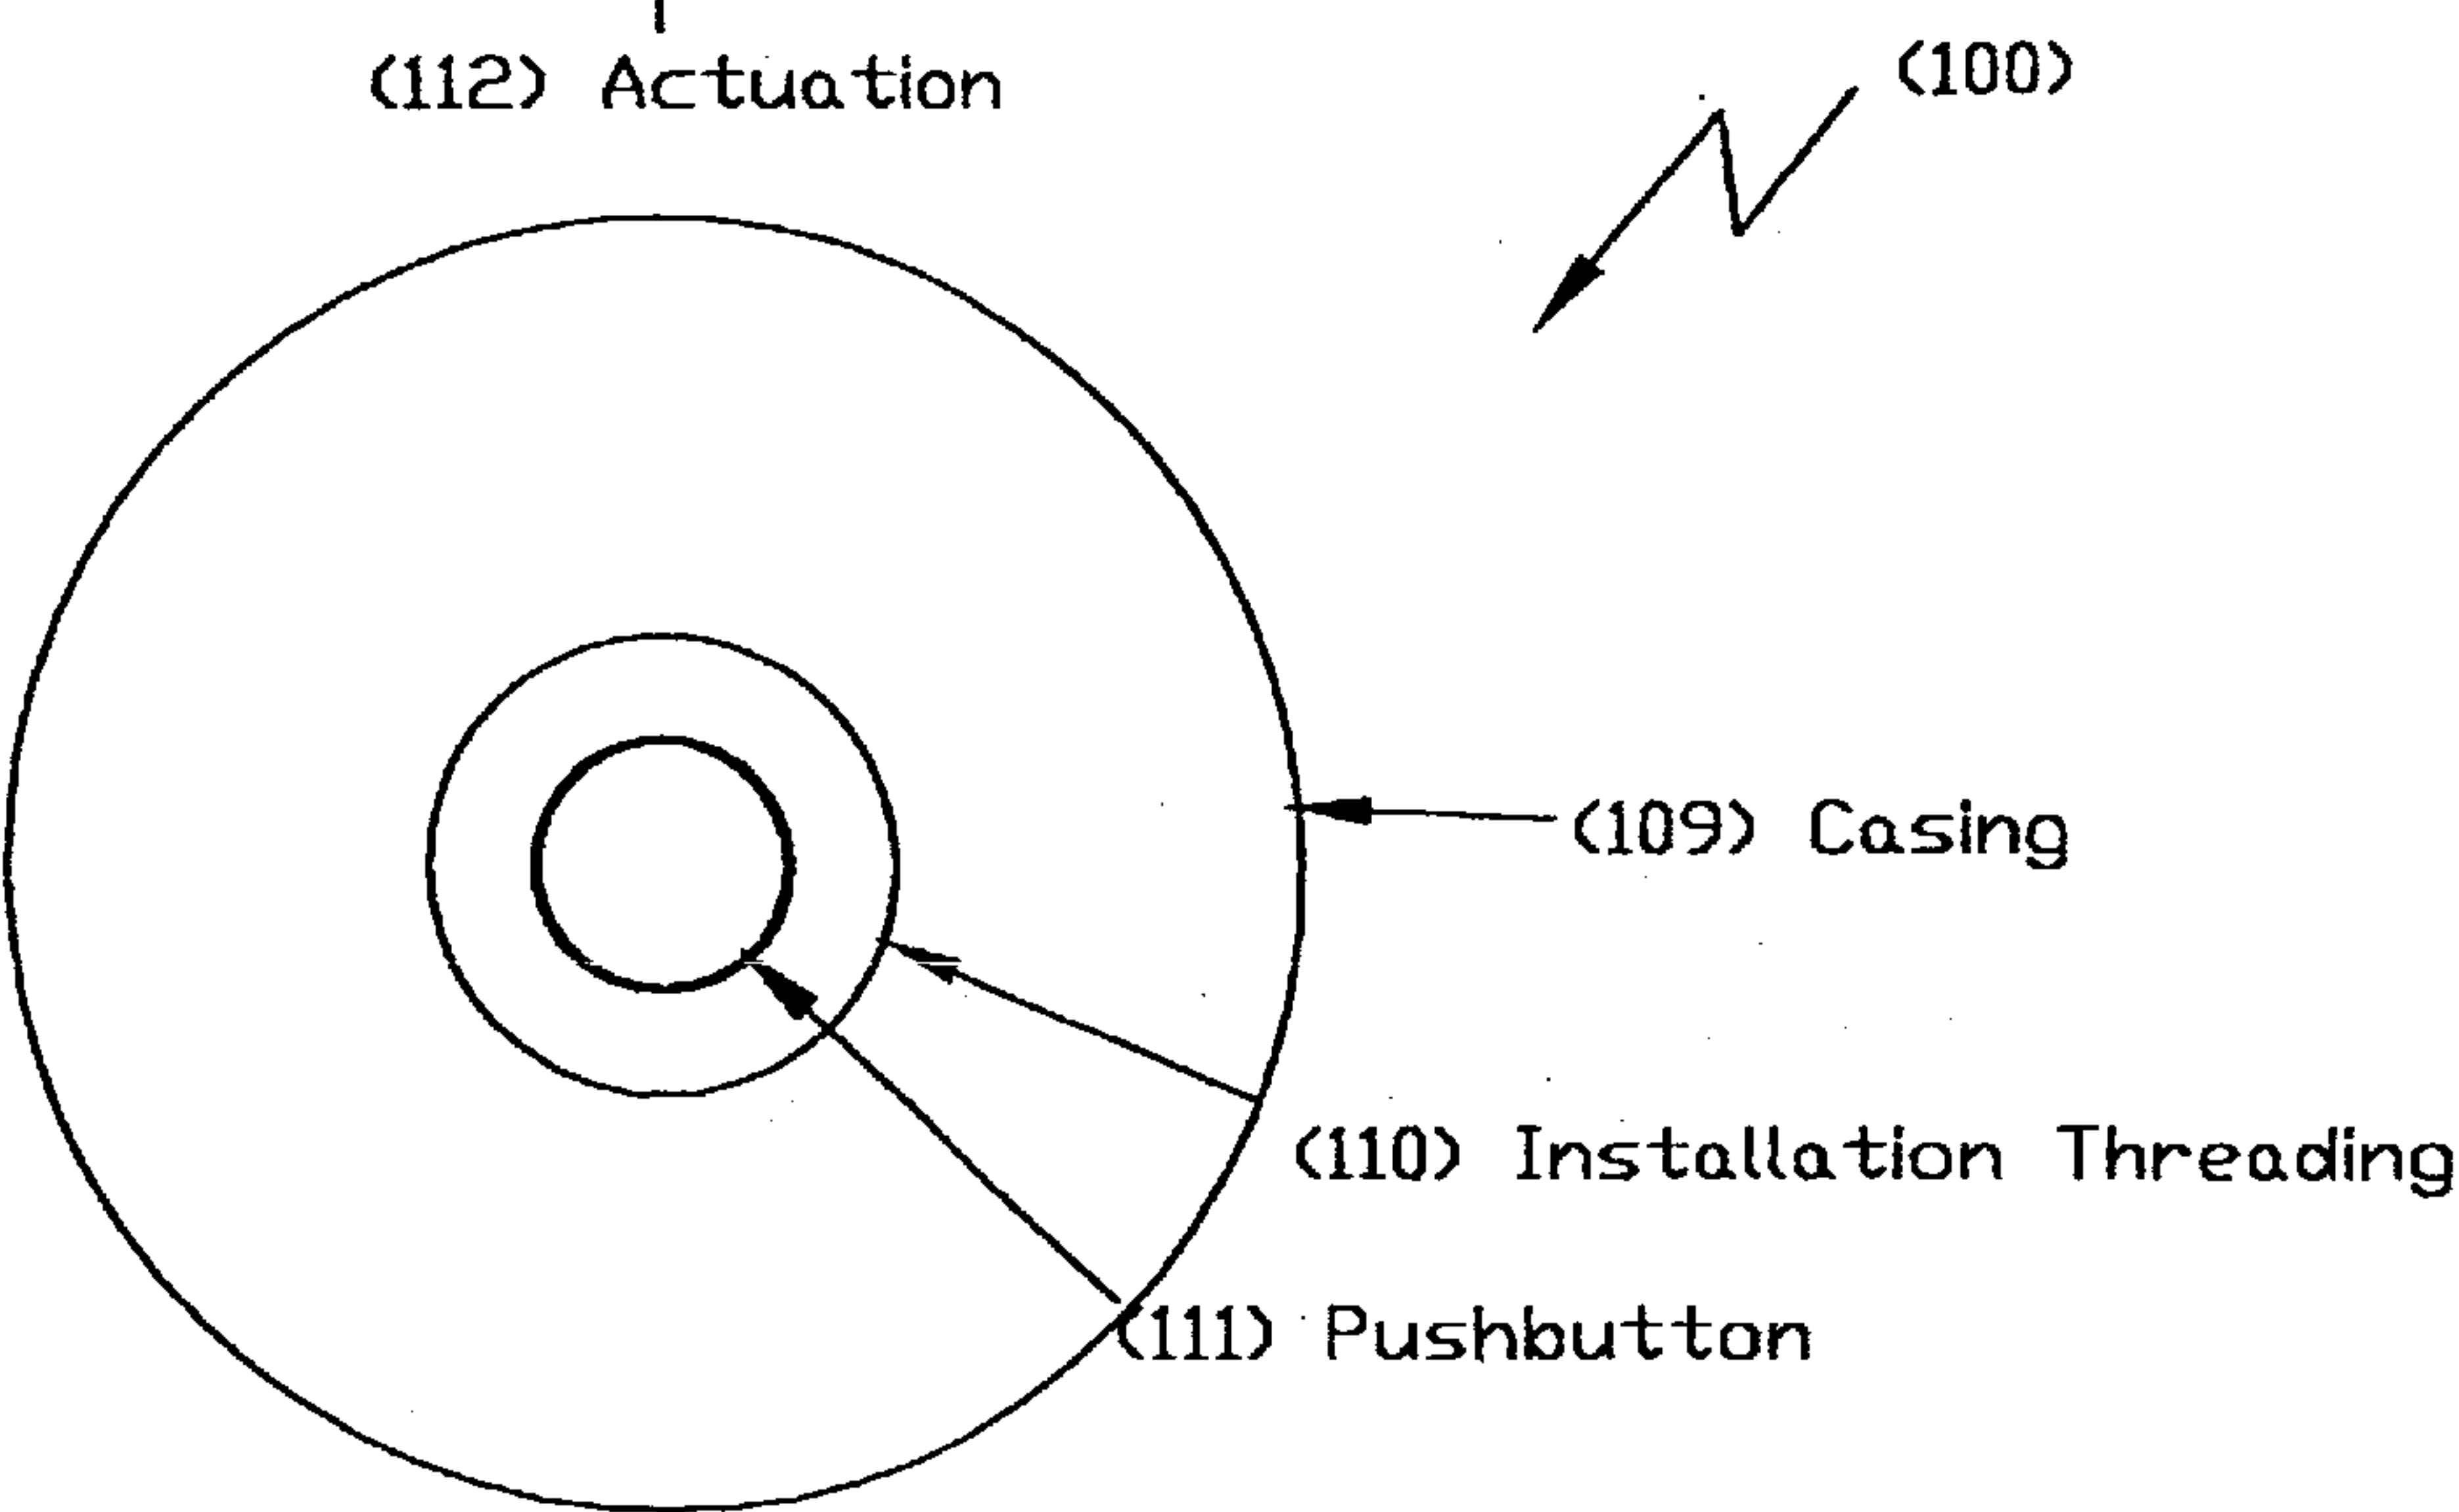 (112) Actuation
(100)
(109) Casing
(110) Installation Threading
(111) Pushbutton